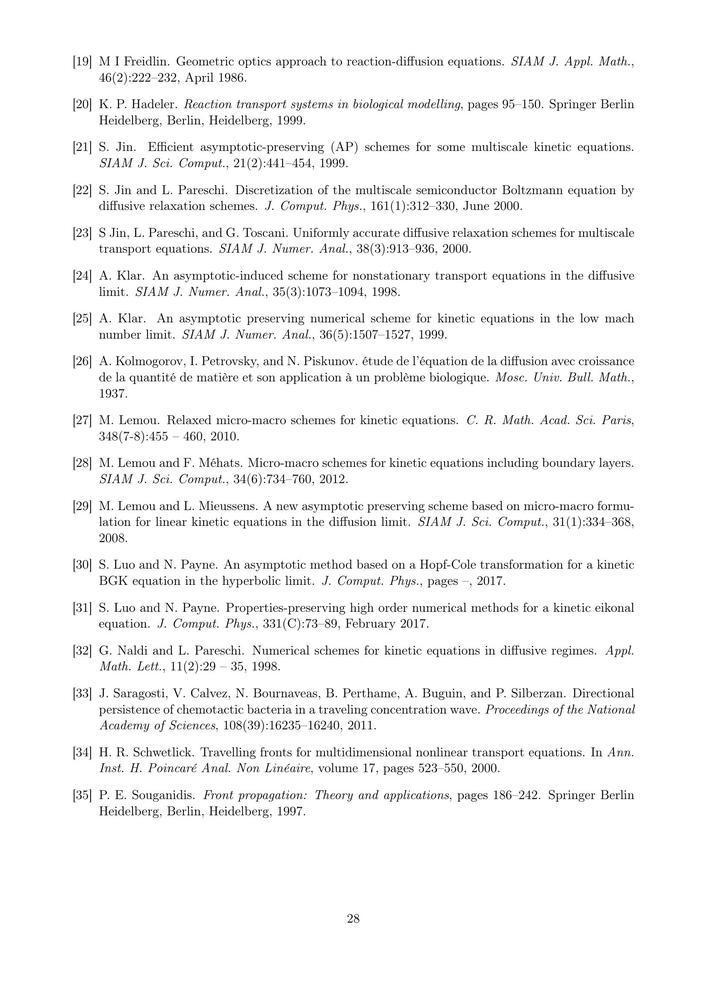 [19] M I Freidlin. Geometric optics approach to reaction-diffusion equations. SIAM J. Appl. Math.,
46(2):222–232, April 1986.
[20] K. P. Hadeler. Reaction transport systems in biological modelling, pages 95–150. Springer Berlin
Heidelberg, Berlin, Heidelberg, 1999.
[21] S. Jin. Efficient asymptotic-preserving (AP) schemes for some multiscale kinetic equations.
SIAM J. Sci. Comput., 21(2):441–454, 1999.
[22] S. Jin and L. Pareschi. Discretization of the multiscale semiconductor Boltzmann equation by
diffusive relaxation schemes. J. Comput. Phys., 161(1):312–330, June 2000.
[23] S Jin, L. Pareschi, and G. Toscani. Uniformly accurate diffusive relaxation schemes for multiscale
transport equations. SIAM J. Numer. Anal., 38(3):913–936, 2000.
[24] A. Klar. An asymptotic-induced scheme for nonstationary transport equations in the diffusive
limit. SIAM J. Numer. Anal., 35(3):1073–1094, 1998.
[25] A. Klar. An asymptotic preserving numerical scheme for kinetic equations in the low mach
number limit. SIAM J. Numer. Anal., 36(5):1507–1527, 1999.
[26] A. Kolmogorov, I. Petrovsky, and N. Piskunov. étude de l'équation de la diffusion avec croissance
de la quantité de matière et son application à un problème biologique. Mosc. Univ. Bull. Math.,
1937.
[27] M. Lemou. Relaxed micro-macro schemes for kinetic equations. C. R. Math. Acad. Sci. Paris,
348(7-8):455 – 460, 2010.
[28] M. Lemou and F. Méhats. Micro-macro schemes for kinetic equations including boundary layers.
SIAM J. Sci. Comput., 34(6):734–760, 2012.
[29] M. Lemou and L. Mieussens. A new asymptotic preserving scheme based on micro-macro formu-
lation for linear kinetic equations in the diffusion limit. SIAM J. Sci. Comput., 31(1):334–368,
2008.
[30] S. Luo and N. Payne. An asymptotic method based on a Hopf-Cole transformation for a kinetic
BGK equation in the hyperbolic limit. J. Comput. Phys., pages –, 2017.
[31] S. Luo and N. Payne. Properties-preserving high order numerical methods for a kinetic eikonal
equation. J. Comput. Phys., 331(C):73–89, February 2017.
[32] G. Naldi and L. Pareschi. Numerical schemes for kinetic equations in diffusive regimes. Appl.
Math. Lett., 11(2):29 – 35, 1998.
[33] J. Saragosti, V. Calvez, N. Bournaveas, B. Perthame, A. Buguin, and P. Silberzan. Directional
persistence of chemotactic bacteria in a traveling concentration wave. Proceedings of the National
Academy of Sciences, 108(39):16235–16240, 2011.
[34] H. R. Schwetlick. Travelling fronts for multidimensional nonlinear transport equations. In Ann.
Inst. H. Poincaré Anal. Non Linéaire, volume 17, pages 523–550, 2000.
[35] P. E. Souganidis. Front propagation: Theory and applications, pages 186–242. Springer Berlin
Heidelberg, Berlin, Heidelberg, 1997.
28